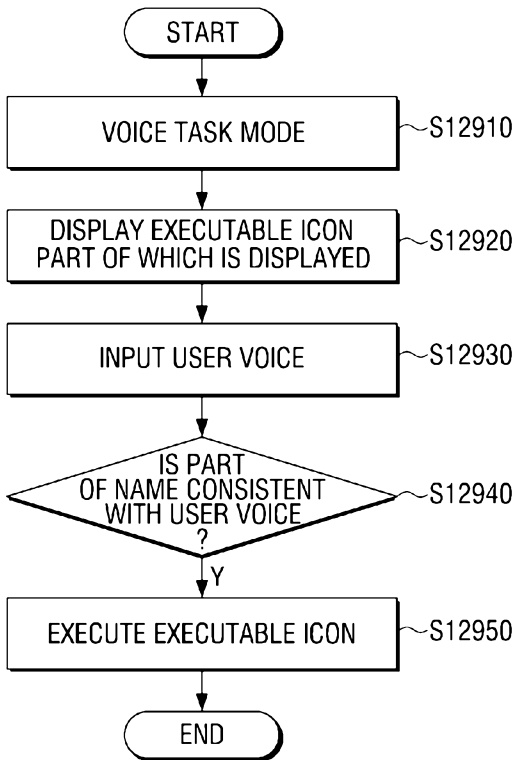 START
VOICE TASK MODE
S12910
DISPLAY EXECUTABLE ICON
PART OF WHICH IS DISPLAYED
S12920
INPUT USER VOICE
S12930
IS PART
OF NAME CONSISTENT
WITH USER VOICE
?
S12940
Y
EXECUTE EXECUTABLE ICON
S12950
END